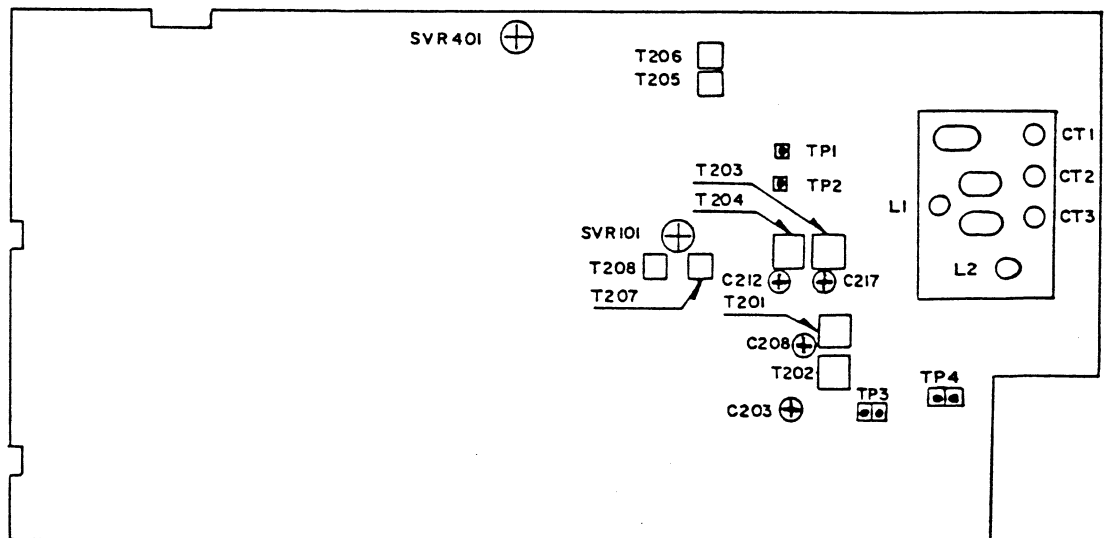 SVR401
T206
T205
CT1
TP1
T203
TP2
CT2
T204
L1
CT3
SVR101
T208
L2
C212
C217
T207
T201
C208
T202
TP4
TP3
C203